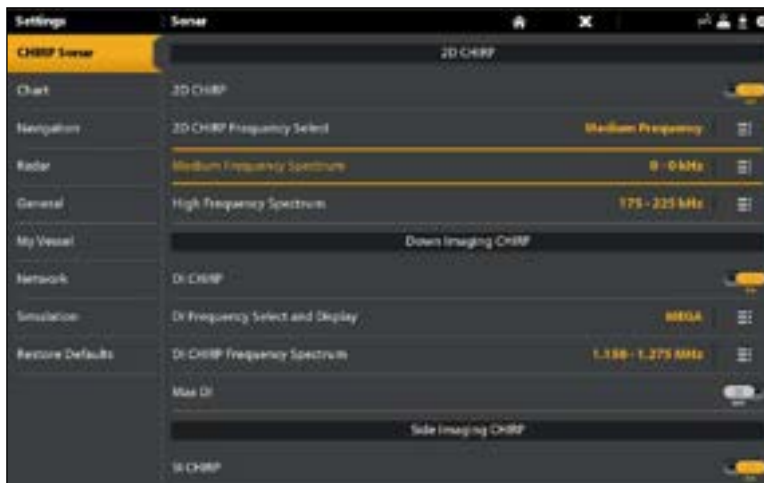 Settings
Sonar
CHIRP Sonar
2D CHIRP
Chart
2D CHIRP
Navigation
2D CHIRP Frequency Select
Medium Frequency
Radar
Medium Frequency Spectrum
0 - 0 kHz
General
High Frequency Spectrum
175 - 225 kHz
My Vessel
Down Imaging CHIRP
Network
DI CHIRP
Simulation
DI Frequency Select and Display
MEGA
Restore Defaults
DI CHIRP Frequency Spectrum
1.150 - 1.275 MHz
Max DI
Side Imaging CHIRP
SI CHIRP